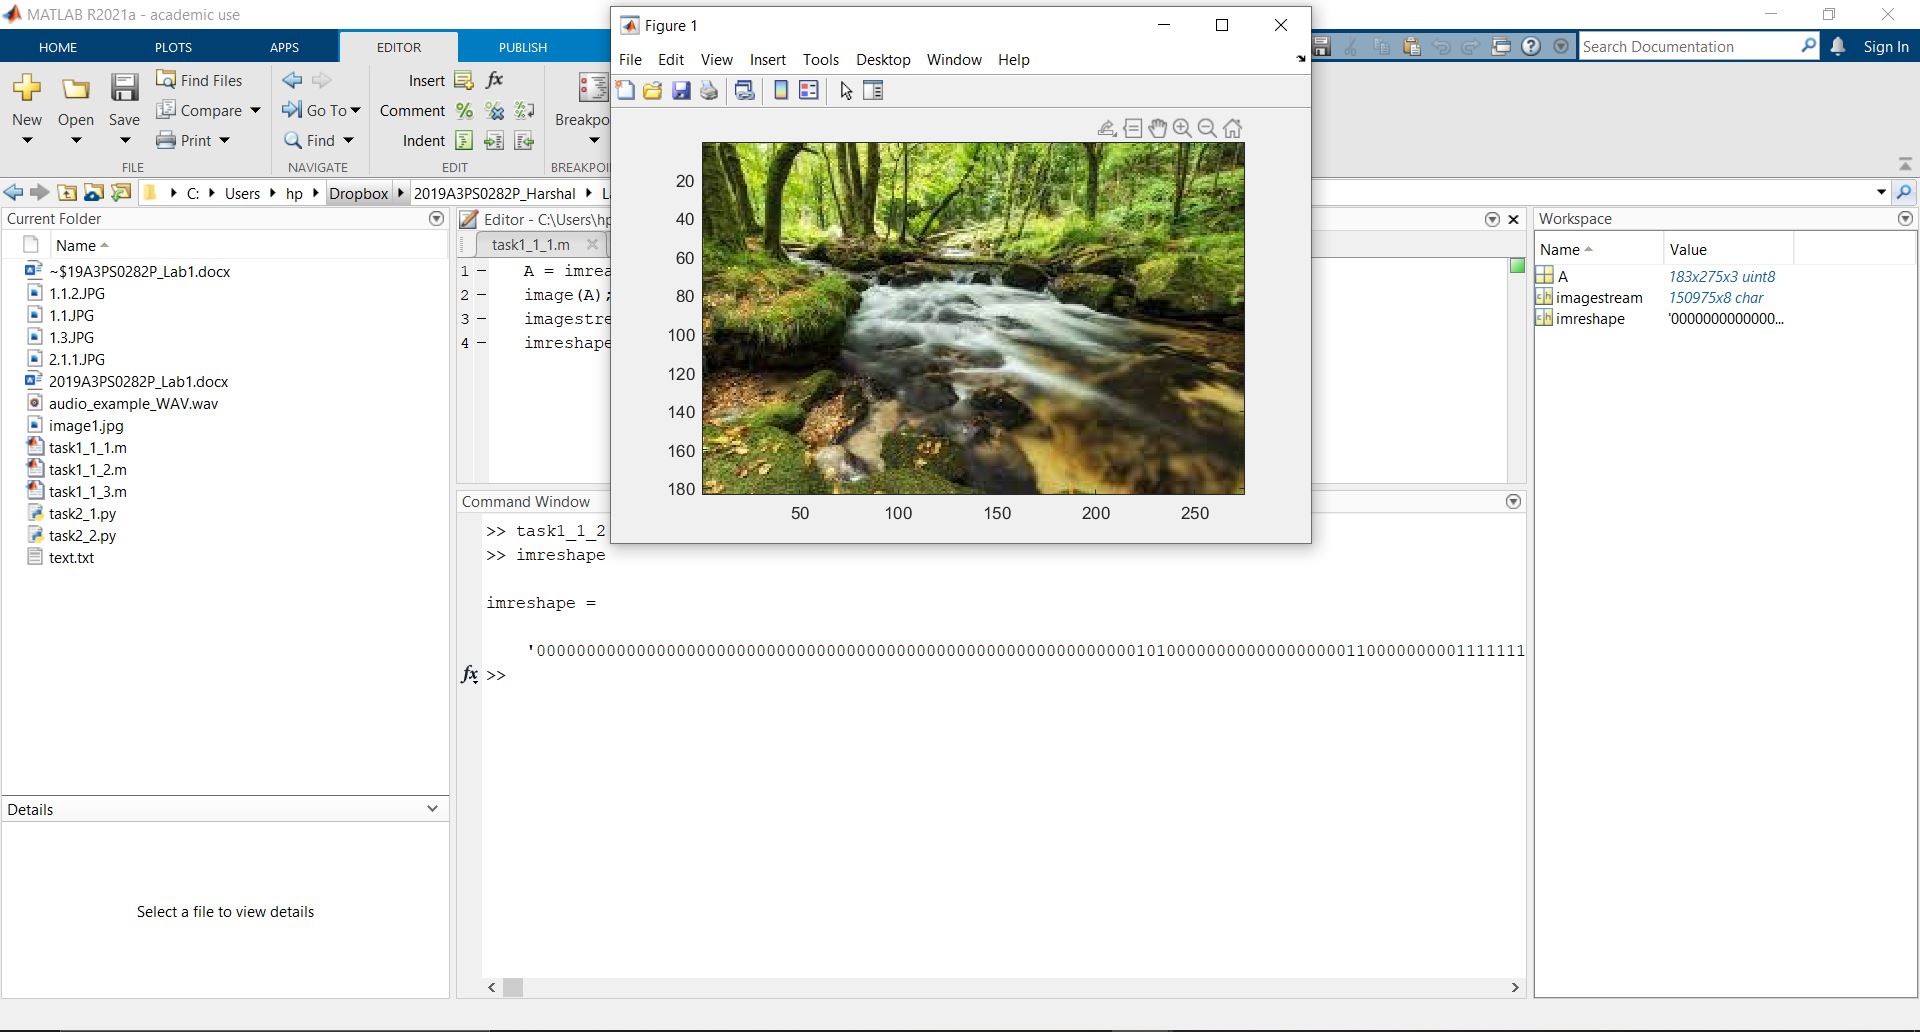 MATLAB R2021a - academic use
HOME PLOTS APPS EDITOR PUBLISH
Search Documentation Sign In
New Open Save
Find Files
Compare
Print
FILE
Go To
Find
NAVIGATE
Insert fx
Comment
Indent
EDIT
Breakpo
BREAKPOI
C: Users hp Dropbox 2019A3PS0282P_Harshal
Current Folder
Name
~$19A3PS0282P_Lab1.docx
1.1.2.JPG
1.1.JPG
1.3.JPG
2.1.1.JPG
2019A3PS0282P_Lab1.docx
audio_example_WAV.wav
image1.jpg
task1_1_1.m
task1_1_2.m
task1_1_3.m
task2_1.py
task2_2.py
text.txt
Details
Select a file to view details
Editor - C:\Users\hp
task1_1_1.m
1 - A = imrea
2 - image(A);
3 - imagestre
4 - imreshape
Figure 1
File Edit View Insert Tools Desktop Window Help
20
40
60
80
100
120
140
160
180
50 100 150 200 250
Command Window
>> task1_1_2
>> imreshape
imreshape =
fx >>
Workspace
Name Value
A 183x275x3 uint8
imagestream 150975x8 char
imreshape '0000000000000...